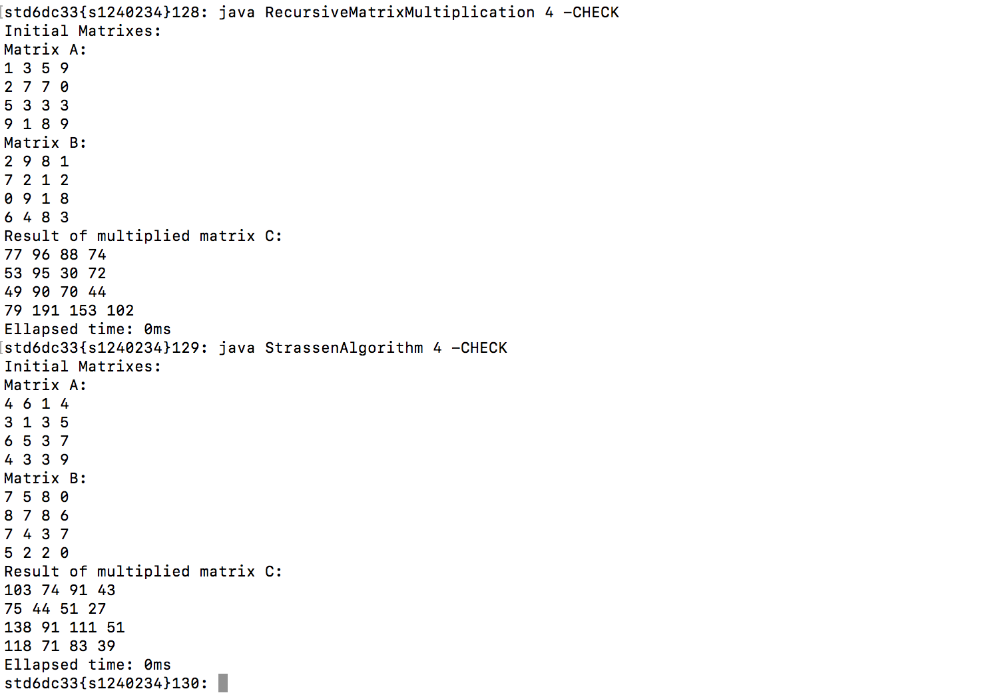 [std6dc33{s1240234}128: java RecursiveMatrixMultiplication 4 -CHECK
Initial Matrixes:
Matrix A:
1 3 5 9
2 7 7 0
5 3 3 3
9 1 8 9
Matrix B:
2 9 8 1
7 2 1 2
0 9 1 8
6 4 8 3
Result of multiplied matrix C:
77 96 88 74
53 95 30 72
49 90 70 44
79 191 153 102
Ellapsed time: 0ms
[std6dc33{s1240234}129: java StrassenAlgorithm 4 -CHECK
Initial Matrixes:
Matrix A:
4 6 1 4
3 1 3 5
6 5 3 7
4 3 3 9
Matrix B:
7 5 8 0
8 7 8 6
7 4 3 7
5 2 2 0
Result of multiplied matrix C:
103 74 91 43
75 44 51 27
138 91 111 51
118 71 83 39
Ellapsed time: 0ms
std6dc33{s1240234}130: